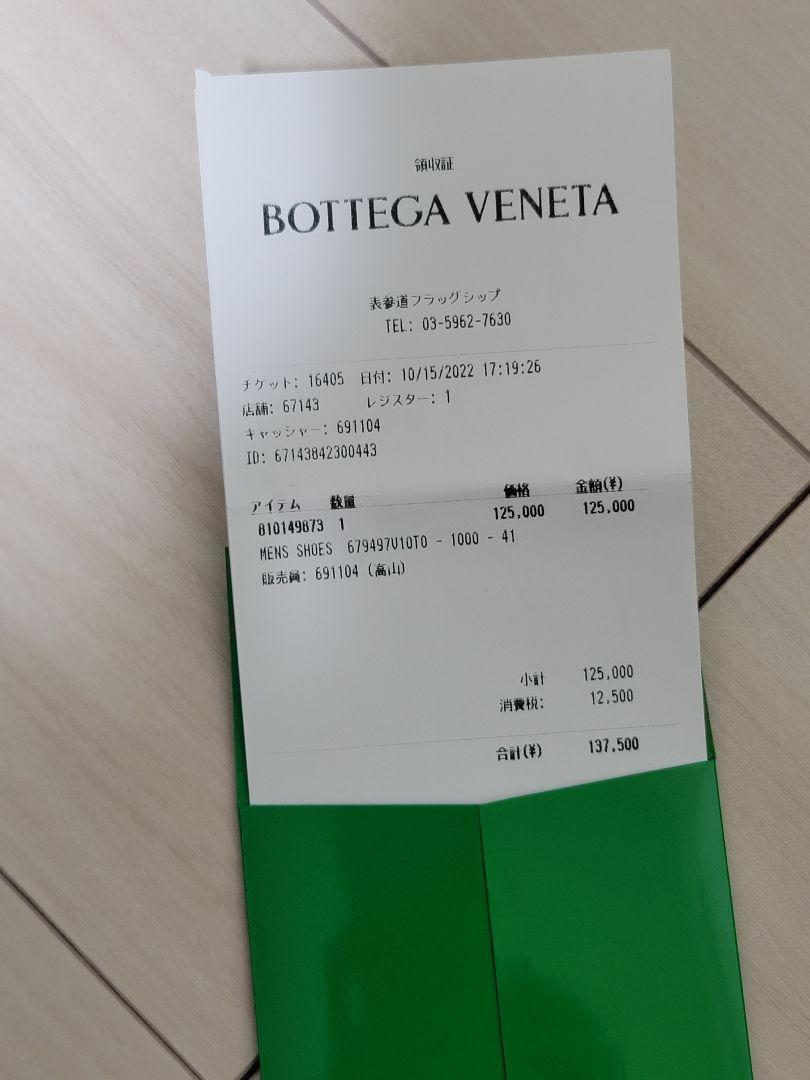 領収証
BOTTEGA VENETA
表参道フラッグシップ
TEL: 03-5962-7630
チケット: 16405 日付: 10/15/2022 17:19:26
店舗: 67143 レジスター: 1
キャッシャー: 691104
ID: 67143842300443
アイテム 数量 価格 金額(¥)
810149873 1 125,000 125,000
MENS SHOES 679497V10T0 - 1000 - 41
販売員: 691104 (高山)
小計 125,000
消費税: 12,500
合計(¥) 137,500